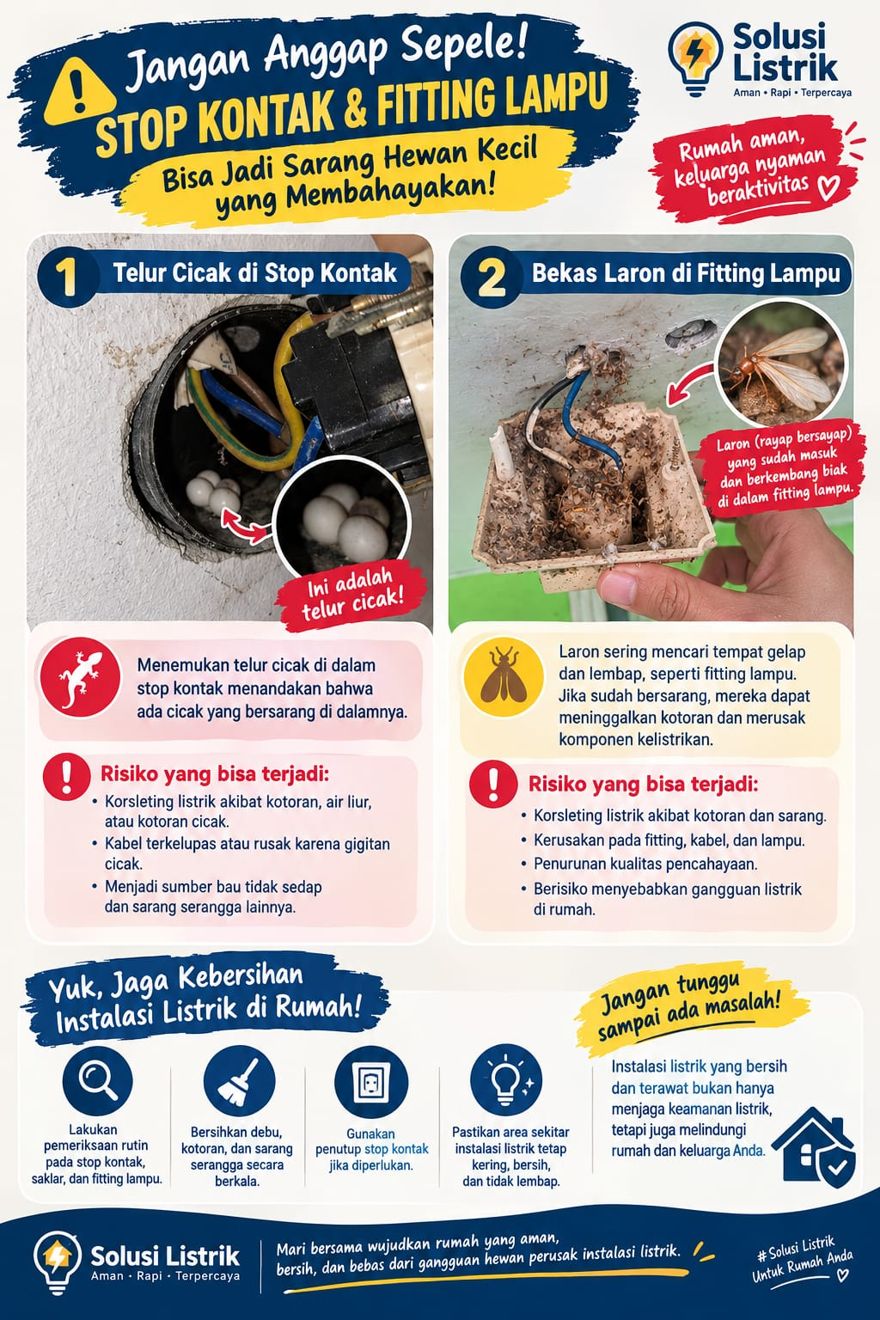 Jangan Anggap Sepele!
STOP KONTAK & FITTING LAMPU
Bisa Jadi Sarang Hewan Kecil
yang Membahayakan!
Solusi
Listrik
Aman • Rapi • Terpercaya
Rumah aman,
keluarga nyaman
beraktivitas
1 Telur Cicak di Stop Kontak
Ini adalah
telur cicak!
Menemukan telur cicak di dalam
stop kontak menandakan bahwa
ada cicak yang bersarang di dalamnya.
Risiko yang bisa terjadi:
• Korsleting listrik akibat kotoran, air liur,
atau kotoran cicak.
• Kabel terkelupas atau rusak karena gigitan
cicak.
• Menjadi sumber bau tidak sedap
dan sarang serangga lainnya.
2 Bekas Laron di Fitting Lampu
Laron (rayap bersayap)
yang sudah masuk
dan berkembang biak
di dalam fitting lampu.
Laron sering mencari tempat gelap
dan lembap, seperti fitting lampu.
Jika sudah bersarang, mereka dapat
meninggalkan kotoran dan merusak
komponen kelistrikan.
Risiko yang bisa terjadi:
• Korsleting listrik akibat kotoran dan sarang.
• Kerusakan pada fitting, kabel, dan lampu.
• Penurunan kualitas pencahayaan.
• Berisiko menyebabkan gangguan listrik
di rumah.
Yuk, Jaga Kebersihan
Instalasi Listrik di Rumah!
Lakukan
pemeriksaan rutin
pada stop kontak,
saklar, dan fitting lampu.
Bersihkan debu,
kotoran, dan sarang
serangga secara
berkala.
Gunakan
penutup stop kontak
jika diperlukan.
Pastikan area sekitar
instalasi listrik tetap
kering, bersih,
dan tidak lembap.
Jangan tunggu
sampai ada masalah!
Instalasi listrik yang bersih
dan terawat bukan hanya
menjaga keamanan listrik,
tetapi juga melindungi
rumah dan keluarga Anda.
Solusi Listrik
Aman • Rapi • Terpercaya
Mari bersama wujudkan rumah yang aman,
bersih, dan bebas dari gangguan hewan perusak instalasi listrik.
#Solusi Listrik
Untuk Rumah Anda